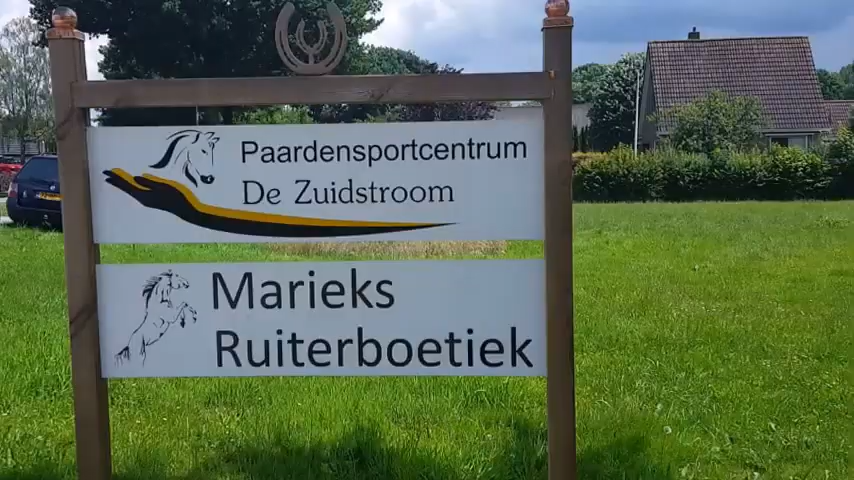 Paardensportcentrum
De Zuidstroom
Marieks
Ruiterboetiek